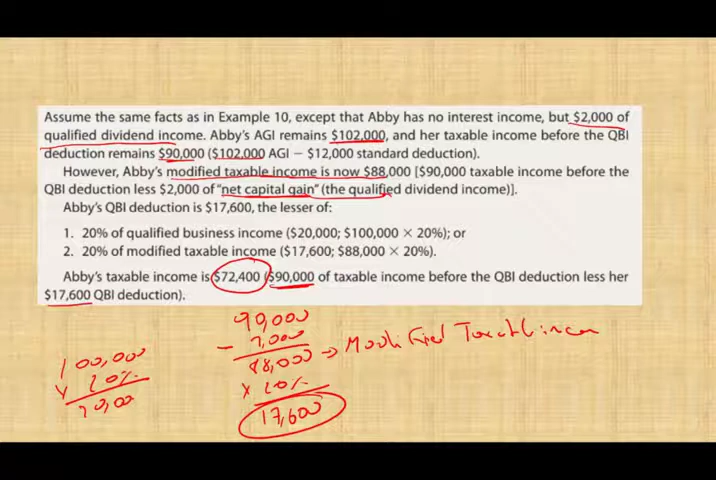 Assume the same facts as in Example 10, except that Abby has no interest income, but $2,000 of
qualified dividend income. Abby's AGI remains $102,000, and her taxable income before the QBI
deduction remains $90,000 ($102,000 AGI − $12,000 standard deduction).
However, Abby's modified taxable income is now $88,000 [$90,000 taxable income before the
QBI deduction less $2,000 of "net capital gain" (the qualified dividend income)].
Abby's QBI deduction is $17,600, the lesser of:
1. 20% of qualified business income ($20,000; $100,000 × 20%); or
2. 20% of modified taxable income ($17,600; $88,000 × 20%).
Abby's taxable income is $72,400 ($90,000 of taxable income before the QBI deduction less her
$17,600 QBI deduction).
90,000
- 2,000
88,000 → Modified
x 20%
17,600
100,000
x 20%